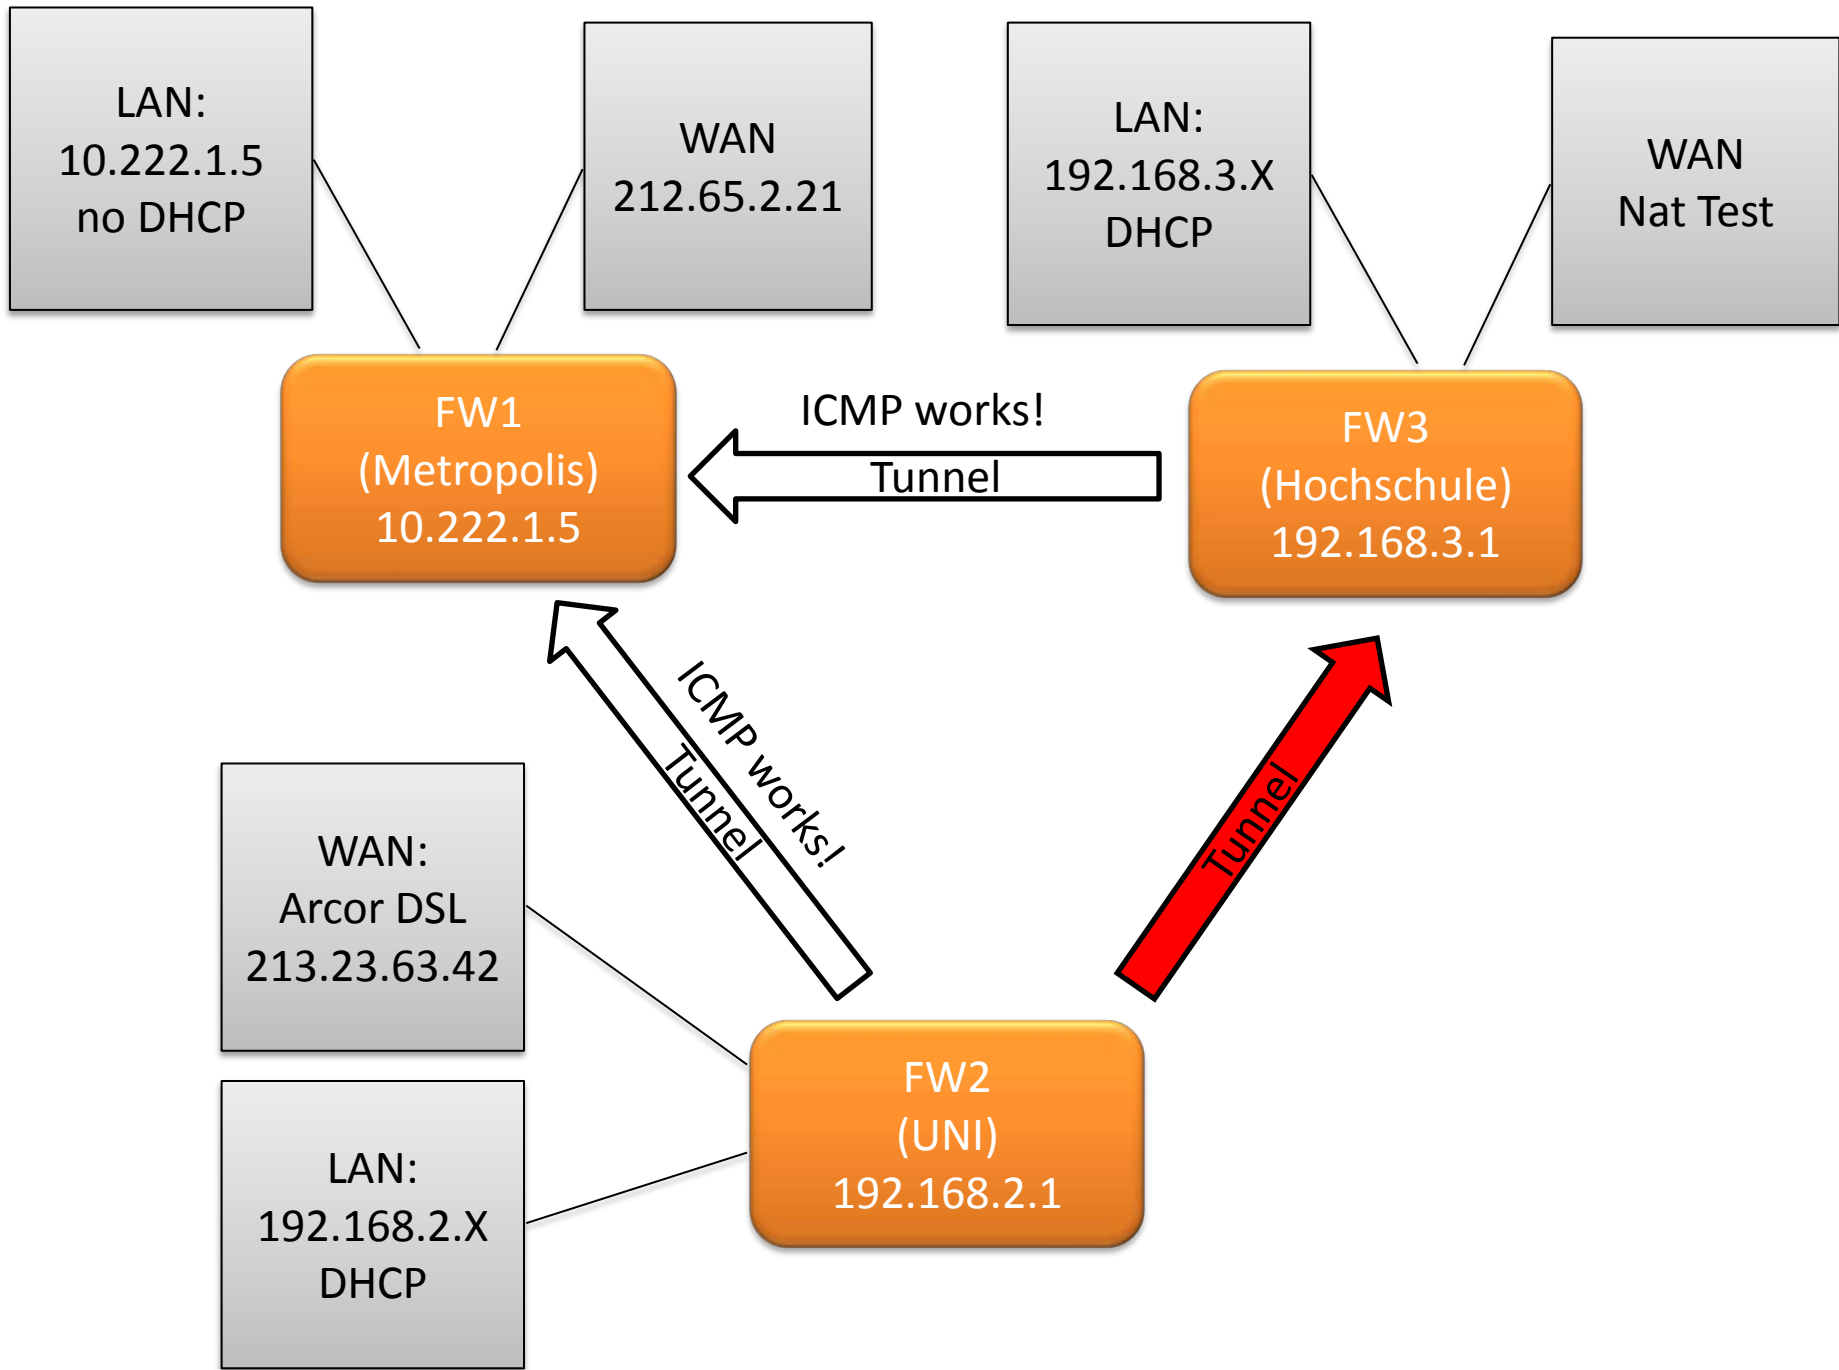 LAN:
10.222.1.5
no DHCP
WAN
212.65.2.21
LAN:
192.168.3.X
DHCP
WAN
Nat Test
FW1
(Metropolis)
10.222.1.5
ICMP works!
Tunnel
FW3
(Hochschule)
192.168.3.1
ICMP works!
Tunnel
Tunnel
WAN:
Arcor DSL
213.23.63.42
LAN:
192.168.2.X
DHCP
FW2
(UNI)
192.168.2.1